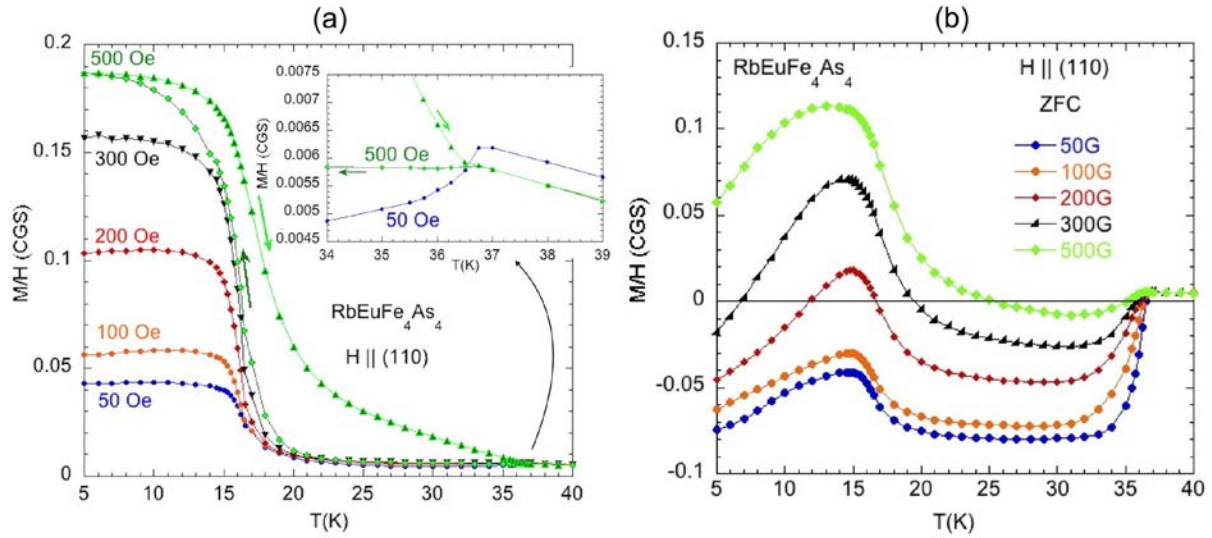 (a)
0.2
0.15
0.1
0.05
0
M/H (CGS)
5 10 15 20 25 30 35 40
T(K)
500 Oe
300 Oe
200 Oe
100 Oe
50 Oe
RbEuFe4As4
H || (110)
0.0075
0.007
0.0065
0.006
0.0055
0.005
0.0045
M/H (CGS)
34 35 36 37 38 39
T(K)
500 Oe
50 Oe
(b)
0.15
0.1
0.05
0
-0.05
-0.1
M/H (CGS)
5 10 15 20 25 30 35 40
T(K)
RbEuFe4As4
H || (110)
ZFC
50G
100G
200G
300G
500G